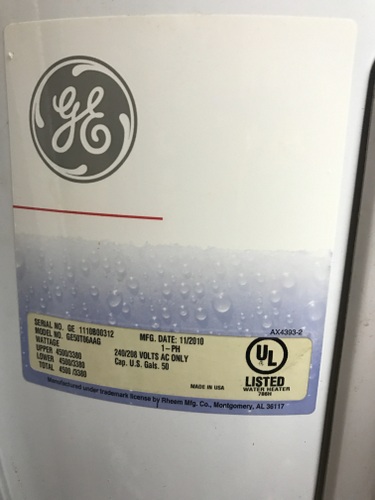 GE
SERIAL NO. GE 1110B00312
MODEL NO. GE50T06AAG MFG. DATE: 11/2010
WATTAGE 1-PH
UPPER 4500/3380 240/208 VOLTS AC ONLY
LOWER 4500/3380 Cap. U.S. Gals. 50
TOTAL 4500/3380
MADE IN USA
AX4393-2
UL
LISTED
WATER HEATER
786H
Manufactured under trademark license by Rheem Mfg. Co., Montgomery, AL 36117